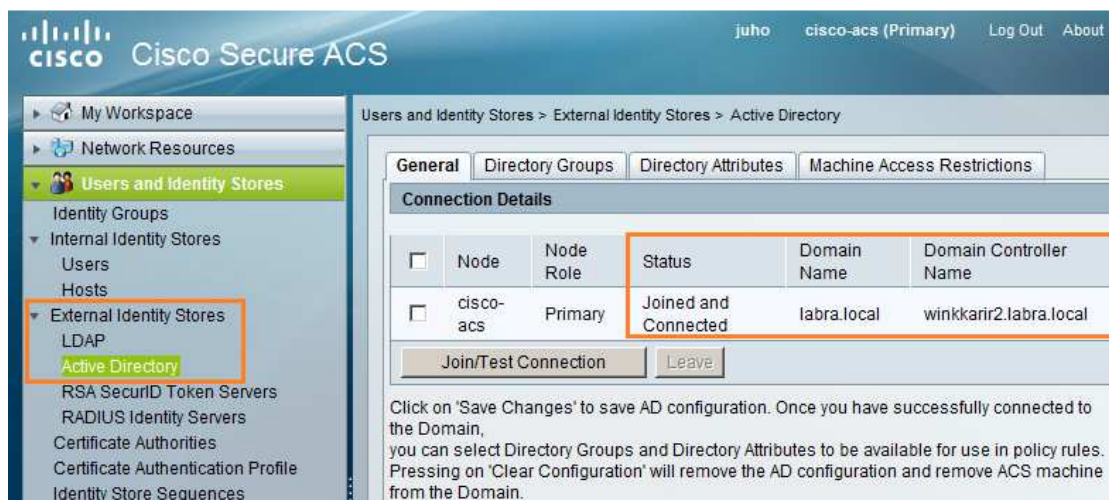 juho cisco-acs (Primary) Log Out About
CISCO Cisco Secure ACS
My Workspace
Network Resources
Users and Identity Stores
Identity Groups
Internal Identity Stores
Users
Hosts
External Identity Stores
LDAP
Active Directory
RSA SecurID Token Servers
RADIUS Identity Servers
Certificate Authorities
Certificate Authentication Profile
Identity Store Sequences
Users and Identity Stores > External Identity Stores > Active Directory
General Directory Groups Directory Attributes Machine Access Restrictions
Connection Details
Node Node Role Status Domain Name Domain Controller Name
cisco-acs Primary Joined and Connected labra.local winkkarir2.labra.local
Join/Test Connection Leave
Click on 'Save Changes' to save AD configuration. Once you have successfully connected to
the Domain,
you can select Directory Groups and Directory Attributes to be available for use in policy rules.
Pressing on 'Clear Configuration' will remove the AD configuration and remove ACS machine
from the Domain.